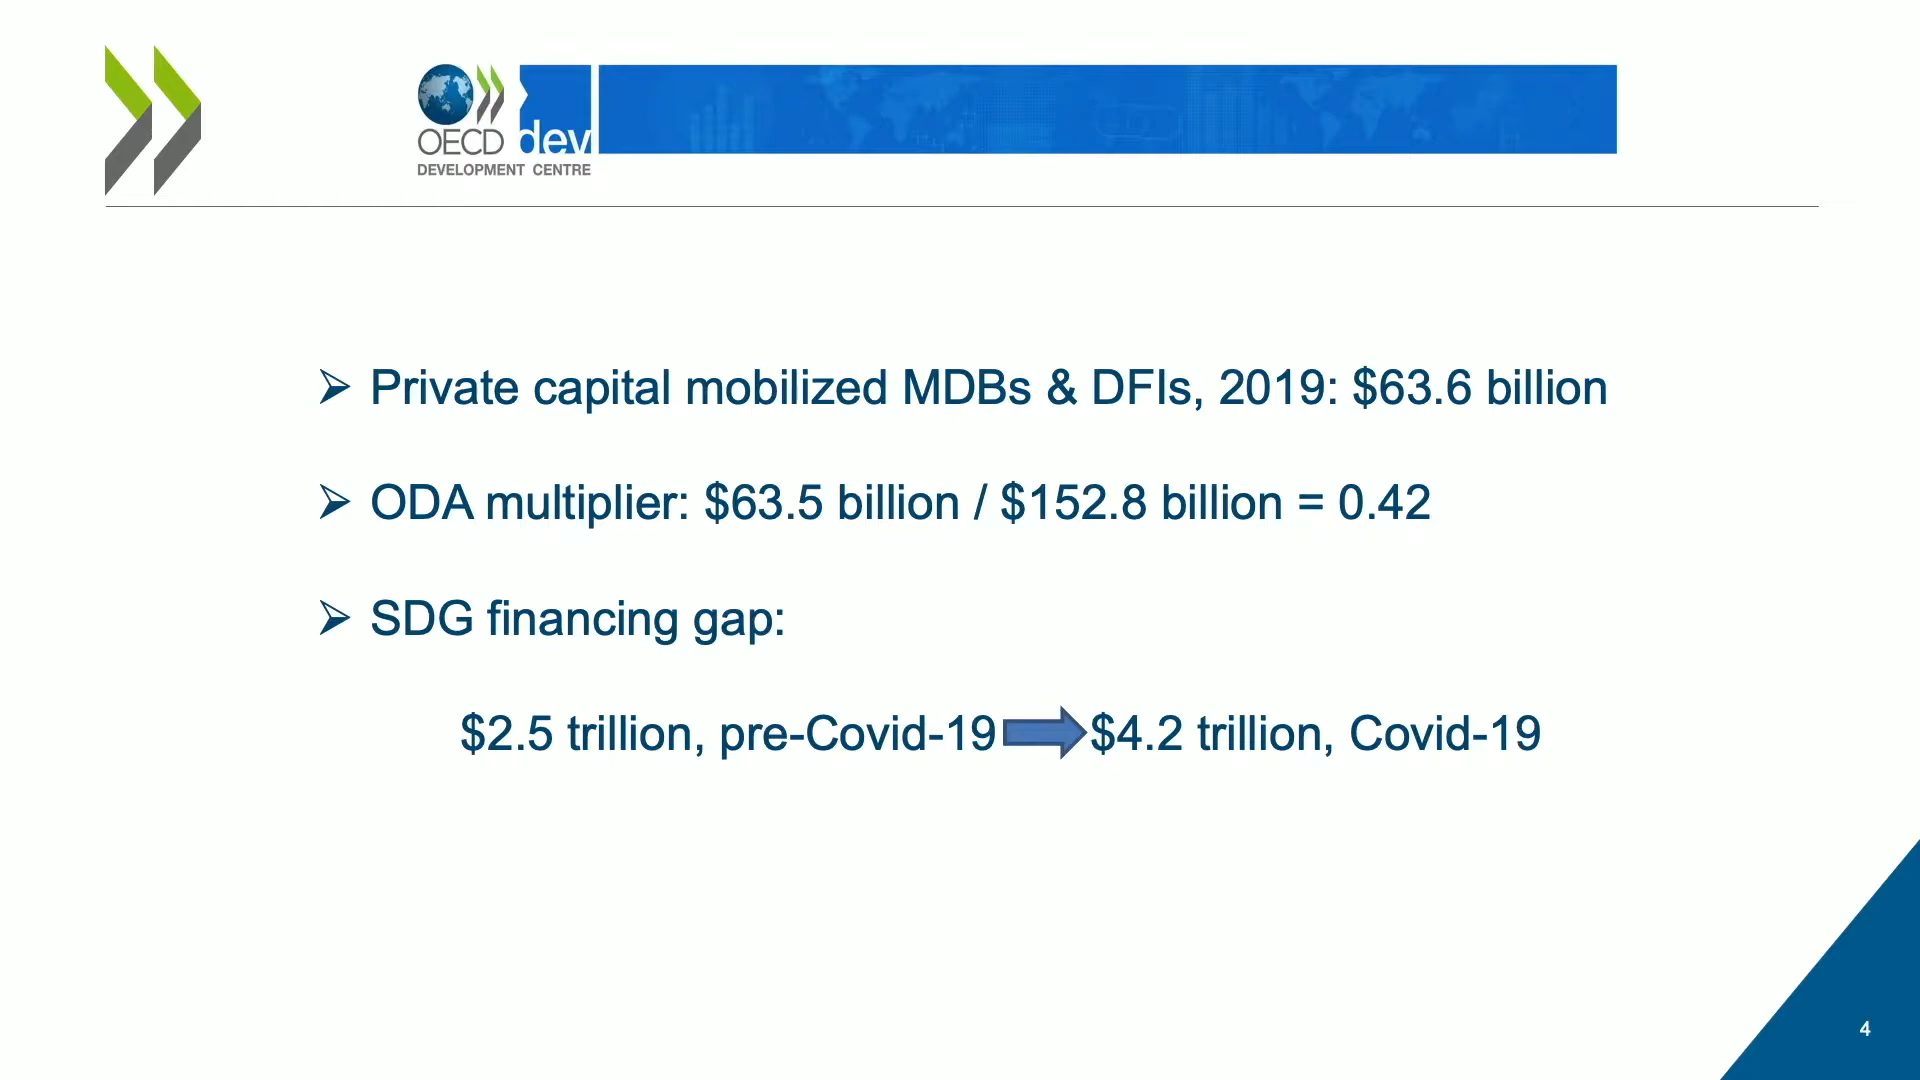 OECD dev
DEVELOPMENT CENTRE
➢ Private capital mobilized MDBs & DFIs, 2019: $63.6 billion
➢ ODA multiplier: $63.5 billion / $152.8 billion = 0.42
➢ SDG financing gap:
$2.5 trillion, pre-Covid-19 $4.2 trillion, Covid-19
4